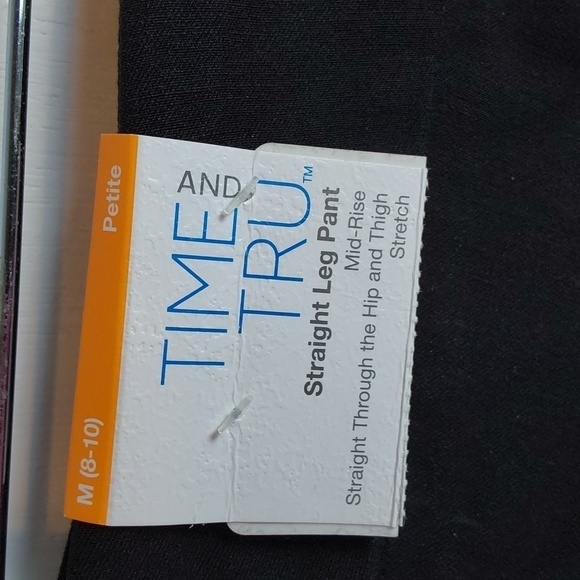 M (8-10) Petite
TIME AND
TRU™
Straight Leg Pant
Mid-Rise
Straight Through the Hip and Thigh
Stretch